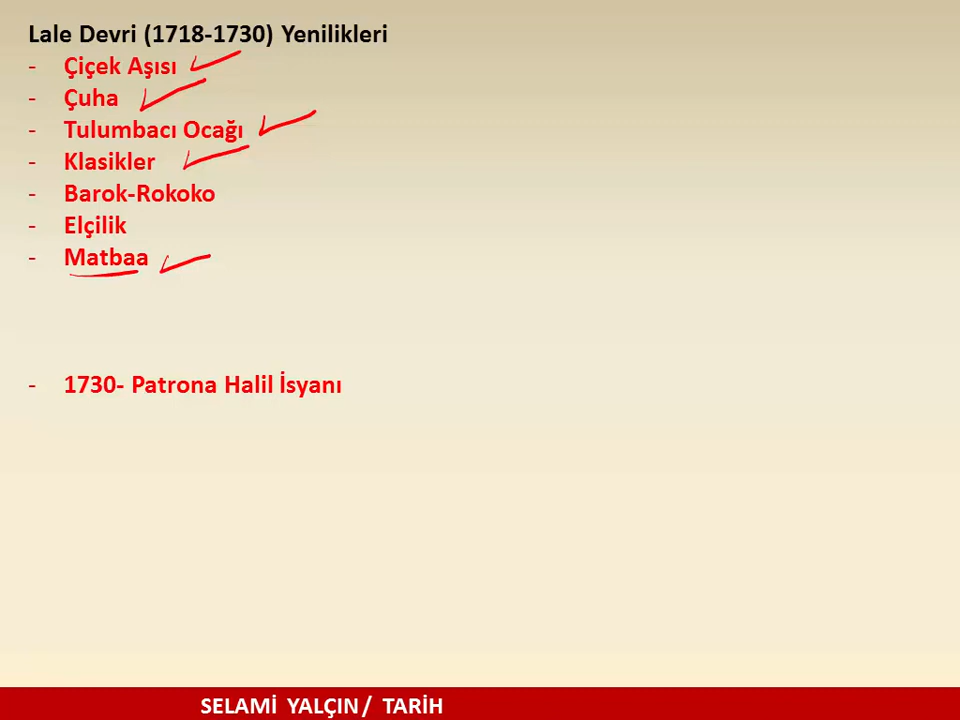 Lale Devri (1718-1730) Yenilikleri
- Çiçek Aşısı
- Çuha
- Tulumbacı Ocağı
- Klasikler
- Barok-Rokoko
- Elçilik
- Matbaa
- 1730- Patrona Halil İsyanı
SELAMİ YALÇIN / TARİH